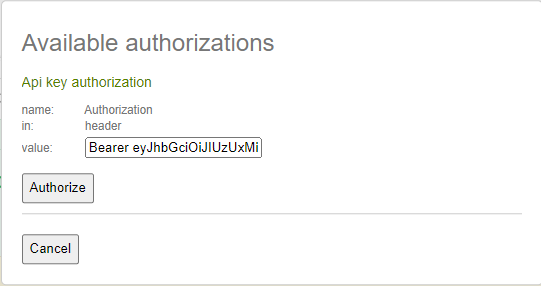 Available authorizations
Api key authorization
name: Authorization
in: header
value: Bearer eyJhbGciOiJIUzUxMi
Authorize
Cancel